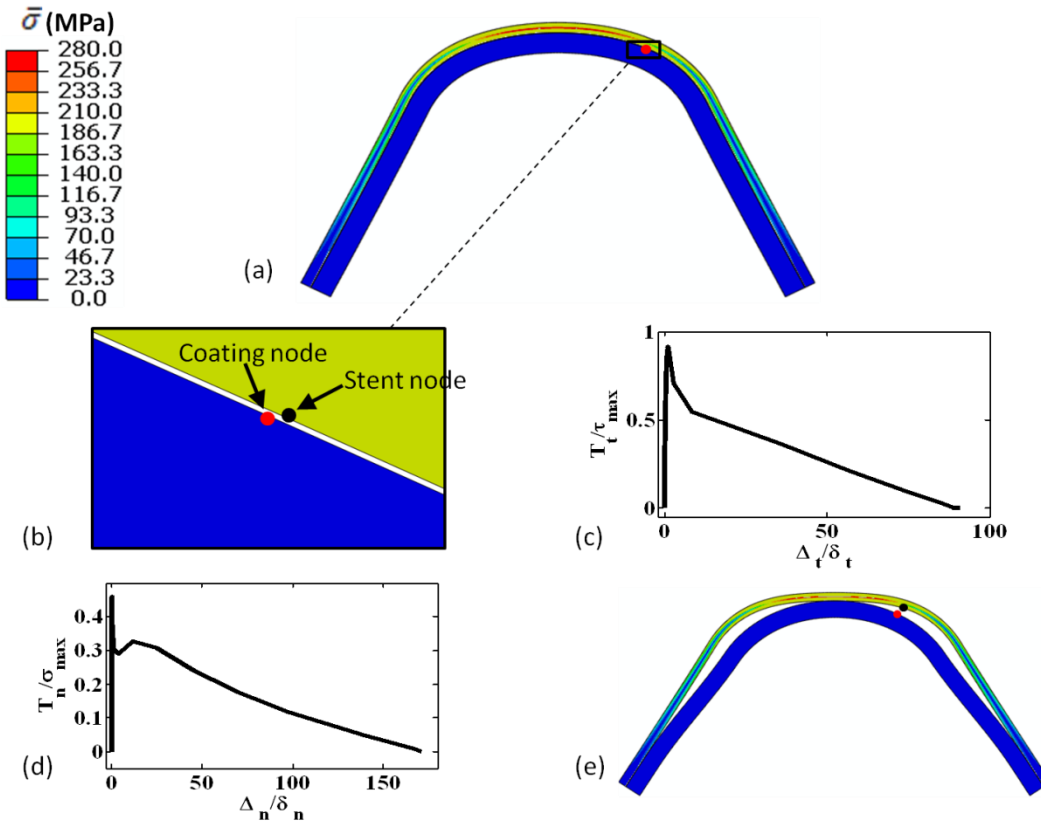 σ̄ (MPa)
280.0
256.7
233.3
210.0
186.7
163.3
140.0
116.7
93.3
70.0
46.7
23.3
0.0
(a)
Coating node
Stent node
(b)
T_t/τ_max
1
0.5
0
0 50 100
Δ_t/δ_t
(c)
T_n/σ_max
0.4
0.3
0.2
0.1
0
0 50 100 150
Δ_n/δ_n
(d)
(e)